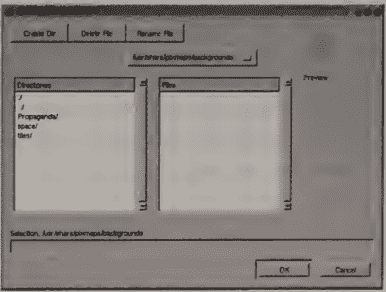 Create Dir Delete File Rename File
/usr/share/pixmaps/backgrounds
Directories Files Preview
./
../
Propaganda/
space/
tiles/
Selection: /usr/share/pixmaps/backgrounds
OK Cancel